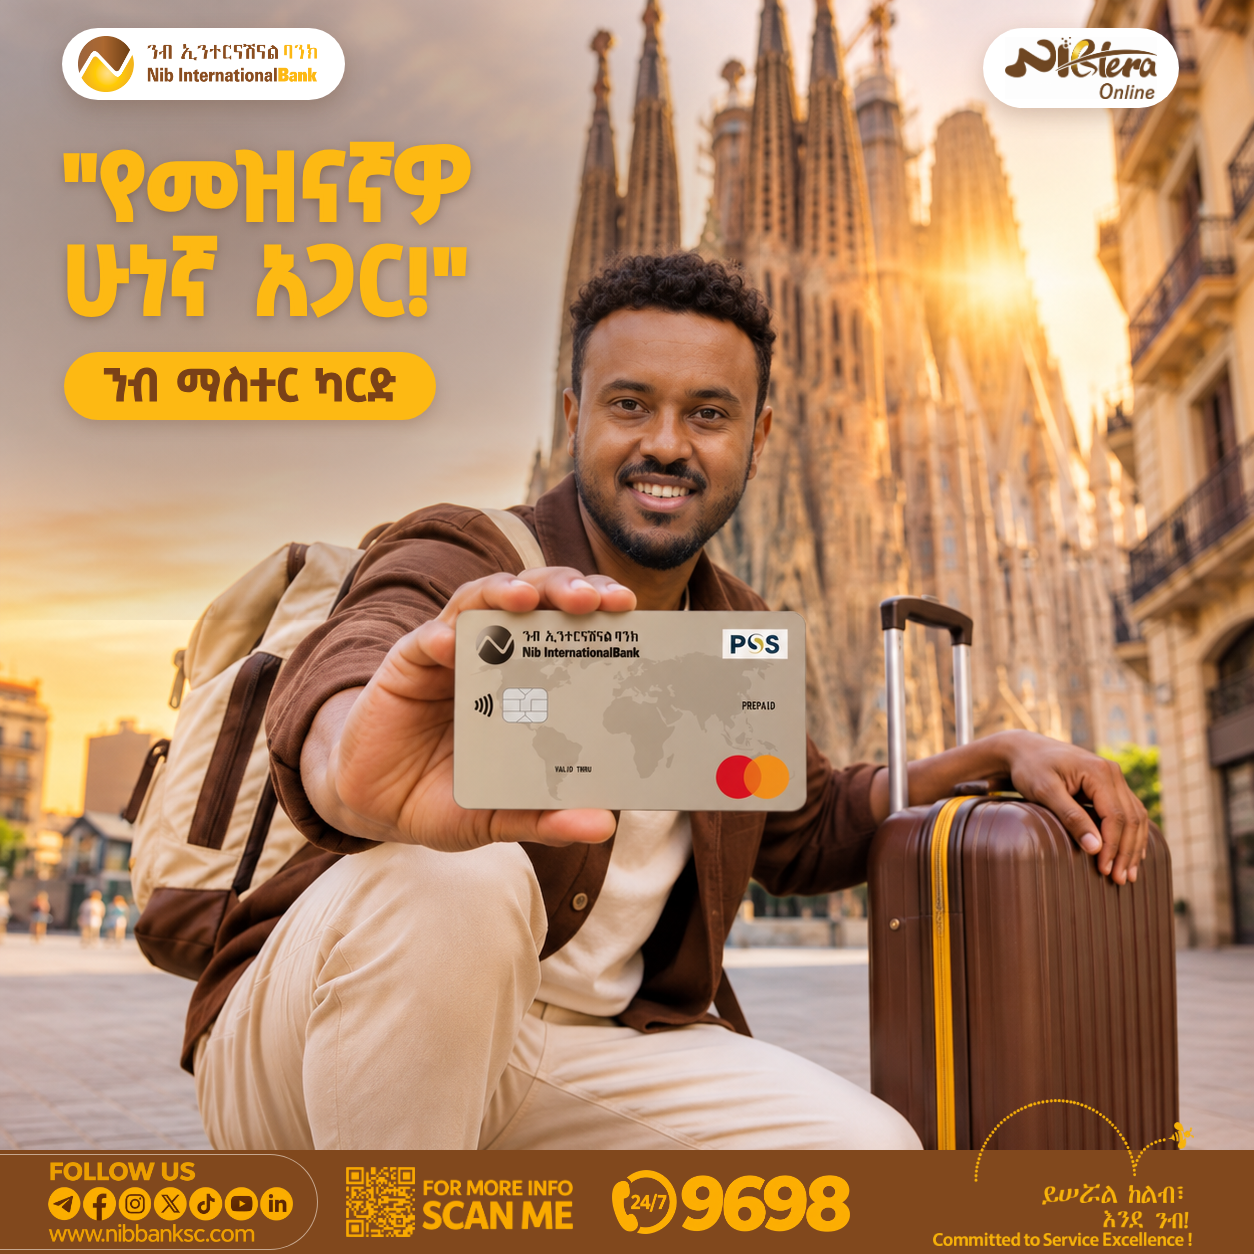 ንብ ኢንተርናሽናል ባንክ
Nib InternationalBank
NIBtera
Online
"የመዝናኛዎ
ሁነኛ አጋር!"
ንብ ማስተር ካርድ
ንብ ኢንተርናሽናል ባንክ
Nib InternationalBank
POS
PREPAID
VALID THRU
FOLLOW US
www.nibbanksc.com
FOR MORE INFO
SCAN ME
24/7
9698
ይሠሯል ከልብ፣
እንደ ንብ!
Committed to Service Excellence !